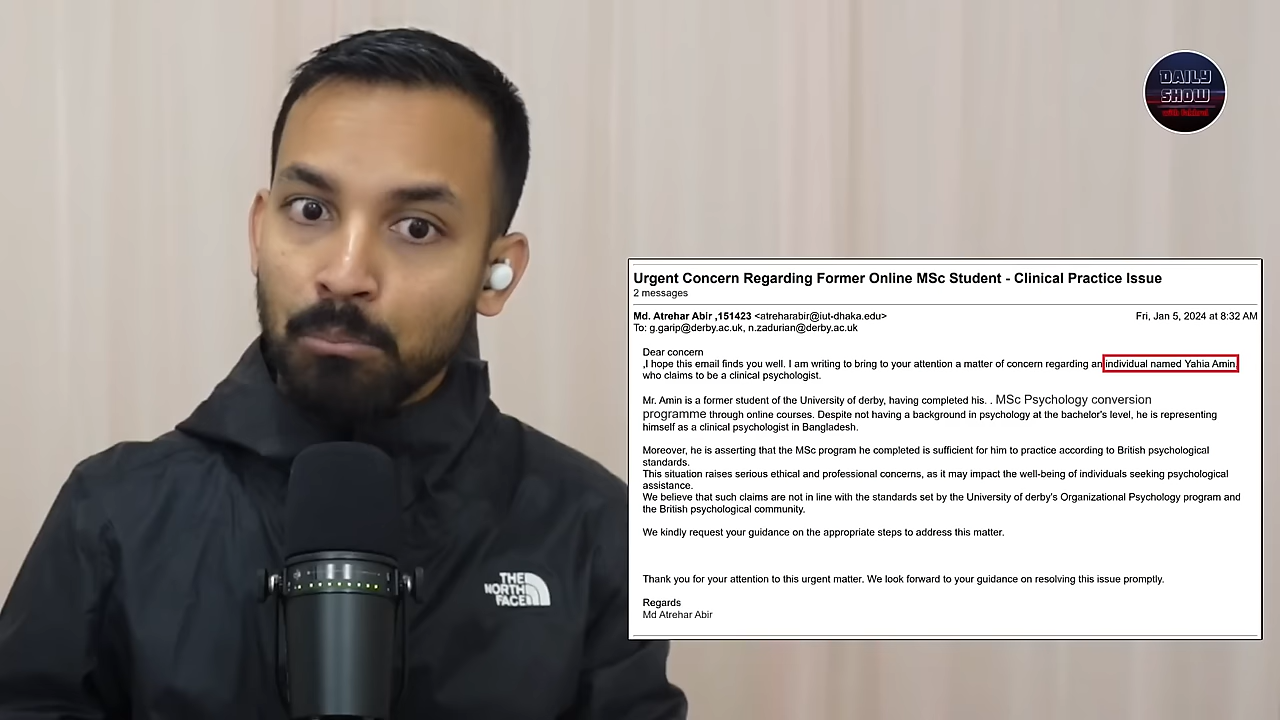 DAILY
SHOW
Urgent Concern Regarding Former Online MSc Student - Clinical Practice Issue
2 messages
Md. Atrehar Abir ,151423 <atreharabir@iut-dhaka.edu> Fri, Jan 5, 2024 at 8:32 AM
To: g.garip@derby.ac.uk, n.zadurian@derby.ac.uk
Dear concern
,I hope this email finds you well. I am writing to bring to your attention a matter of concern regarding an individual named Yahia Amin,
who claims to be a clinical psychologist.
Mr. Amin is a former student of the University of derby, having completed his. . MSc Psychology conversion
programme through online courses. Despite not having a background in psychology at the bachelor's level, he is representing
himself as a clinical psychologist in Bangladesh.
Moreover, he is asserting that the MSc program he completed is sufficient for him to practice according to British psychological
standards.
This situation raises serious ethical and professional concerns, as it may impact the well-being of individuals seeking psychological
assistance.
We believe that such claims are not in line with the standards set by the University of derby's Organizational Psychology program and
the British psychological community.
We kindly request your guidance on the appropriate steps to address this matter.
Thank you for your attention to this urgent matter. We look forward to your guidance on resolving this issue promptly.
Regards
Md Atrehar Abir
THE
NORTH
FACE